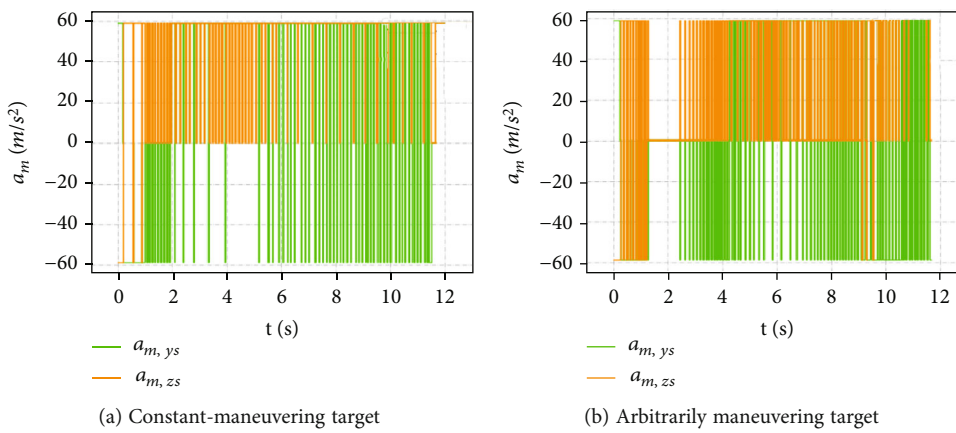 60
40
20
0
−20
−40
−60
a_m (m/s²)
0 2 4 6 8 10 12
t (s)
a_{m, ys}
a_{m, zs}
(a) Constant-maneuvering target
60
40
20
0
−20
−40
−60
a_m (m/s²)
0 2 4 6 8 10 12
t (s)
a_{m, ys}
a_{m, zs}
(b) Arbitrarily maneuvering target